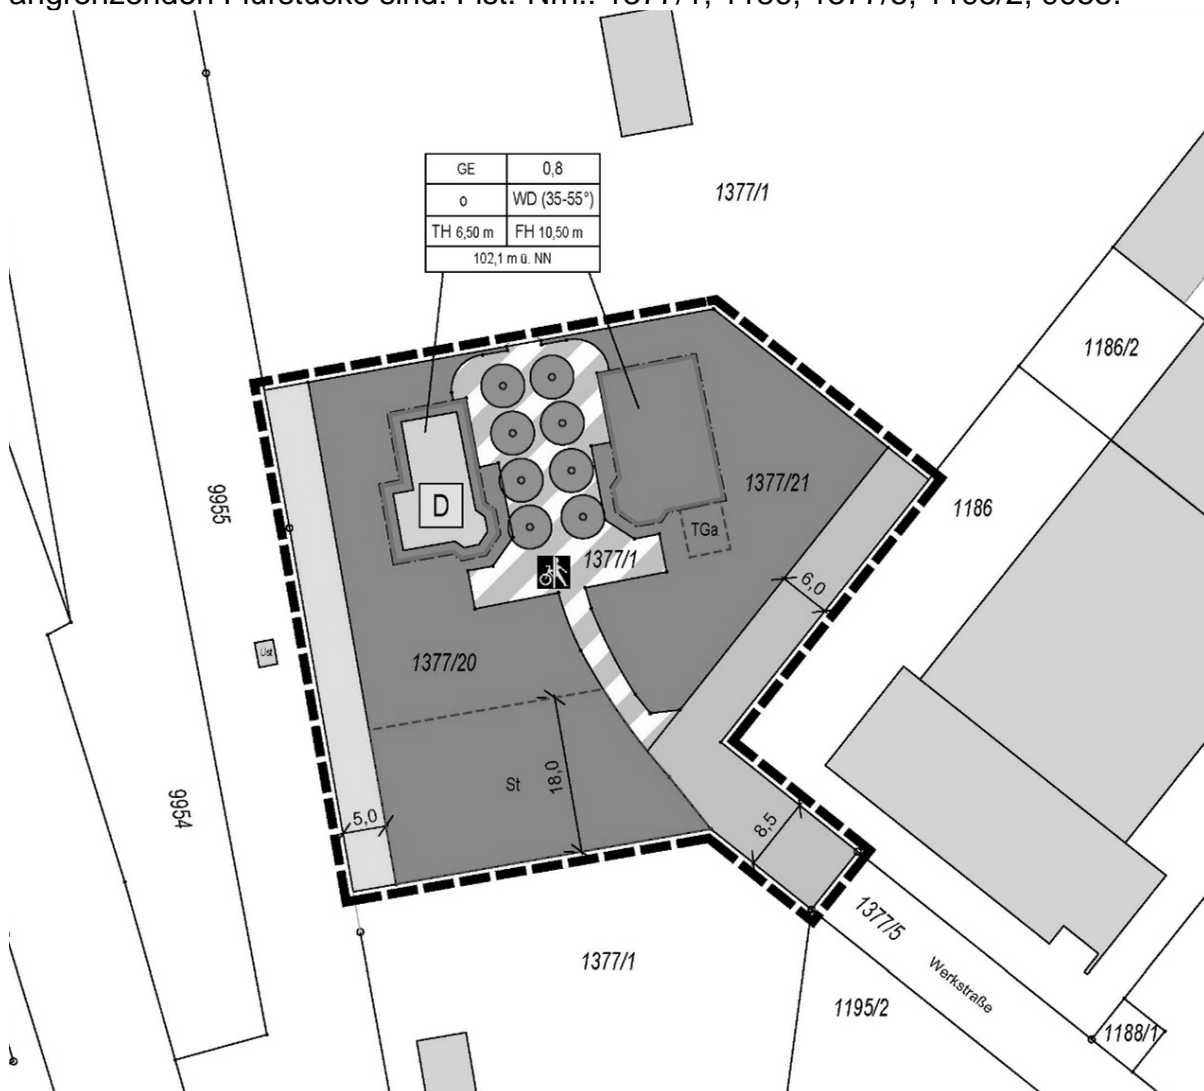 angrenzenden Flurstücke sind: Flst. Nrn.: 1377/1, 1186, 1377/5, 1195/2, 9955.
GE 0,8
o WD (35-55°)
TH 6,50 m FH 10,50 m
102,1 m ü. NN
1377/1
1186/2
9955
D
1377/21
1186
TGa
1377/1
6,0
Ust
1377/20
St
18,0
9954
5,0
8,5
1377/5
1377/1
Werkstraße
1195/2
1188/1